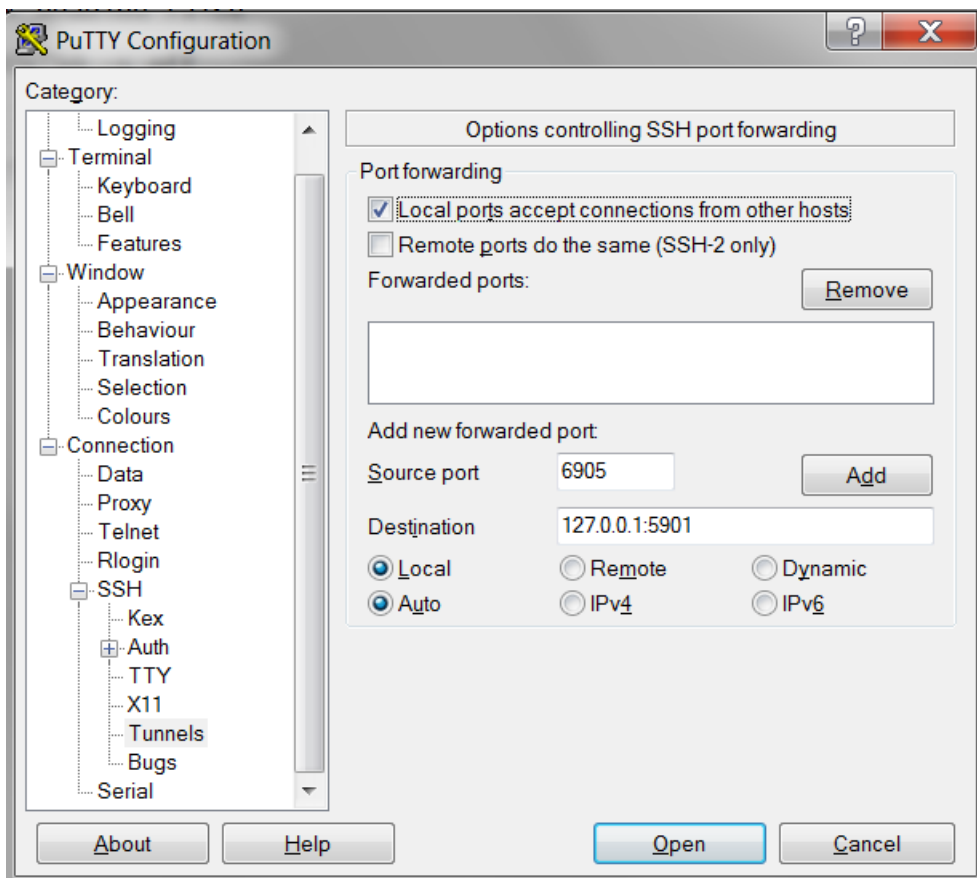 PuTTY Configuration
Category:
Logging
Terminal
Keyboard
Bell
Features
Window
Appearance
Behaviour
Translation
Selection
Colours
Connection
Data
Proxy
Telnet
Rlogin
SSH
Kex
Auth
TTY
X11
Tunnels
Bugs
Serial
Options controlling SSH port forwarding
Port forwarding
Local ports accept connections from other hosts
Remote ports do the same (SSH-2 only)
Forwarded ports:
Remove
Add new forwarded port:
Source port 6905 Add
Destination 127.0.0.1:5901
Local Remote Dynamic
Auto IPv4 IPv6
About Help Open Cancel